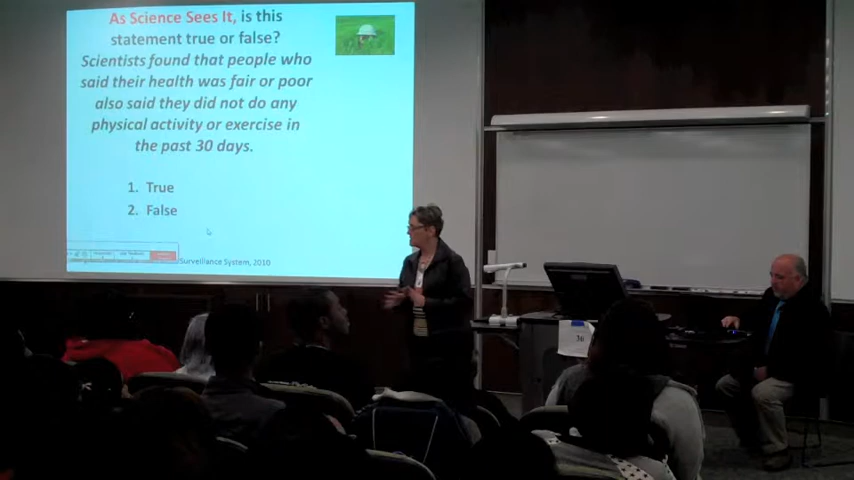 As Science Sees It, is this
statement true or false?
Scientists found that people who
said their health was fair or poor
also said they did not do any
physical activity or exercise in
the past 30 days.
1. True
2. False
Surveillance System, 2010
36